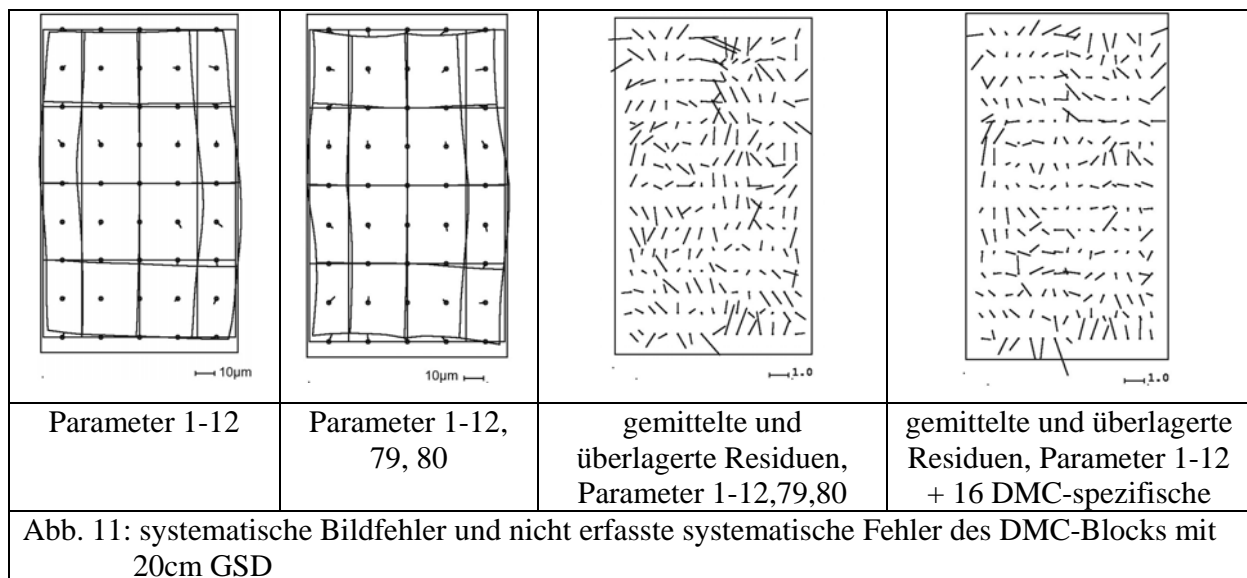 10µm
10µm
1.0
1.0
Parameter 1-12
Parameter 1-12,
79, 80
gemittelte und
überlagerte Residuen,
Parameter 1-12,79,80
gemittelte und überlagerte
Residuen, Parameter 1-12
+ 16 DMC-spezifische
Abb. 11: systematische Bildfehler und nicht erfasste systematische Fehler des DMC-Blocks mit
20cm GSD